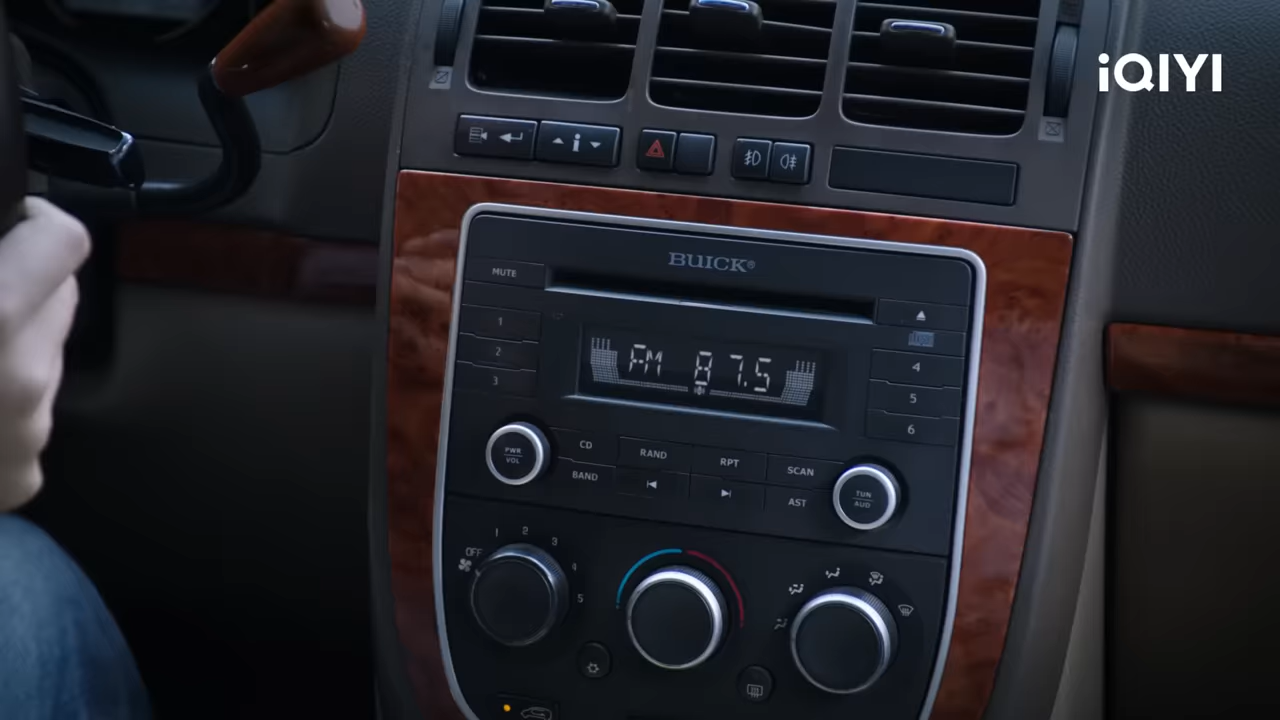 iQIYI
i
BUICK®
MUTE
1
2
3
FM 87.5
4
5
6
PWR
VOL
CD
RAND
RPT
SCAN
BAND
AST
TUN
AUD
OFF
1
2
3
4
5